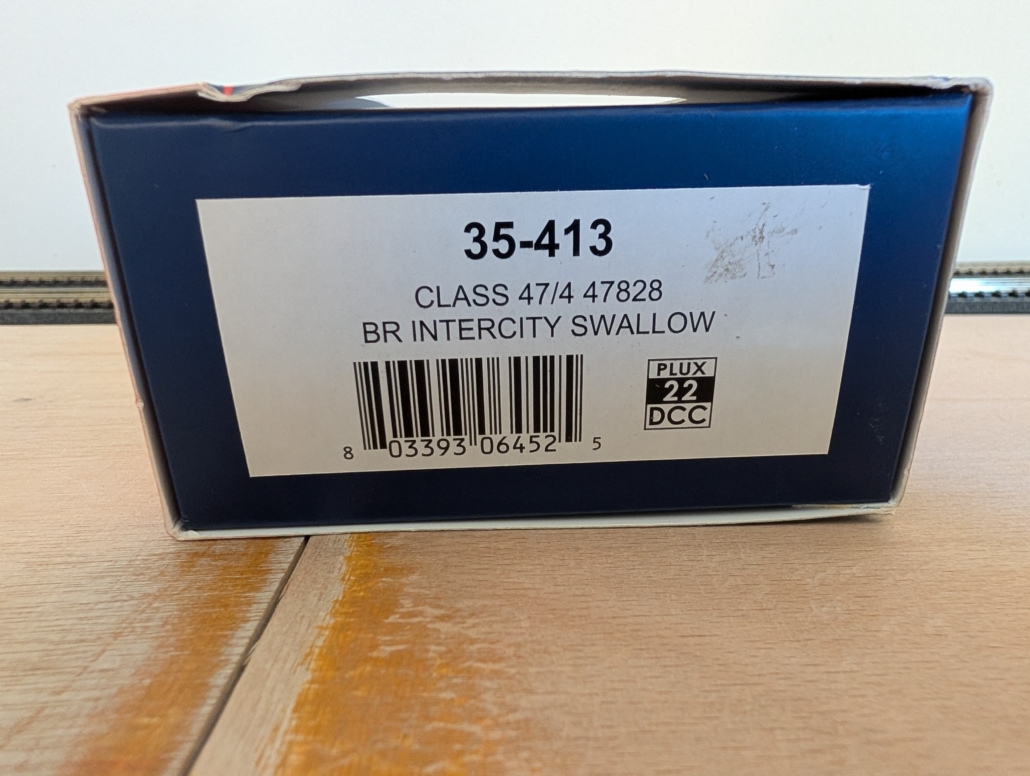 35-413
CLASS 47/4 47828
BR INTERCITY SWALLOW
8 03393 06452 5
PLUX
22
DCC